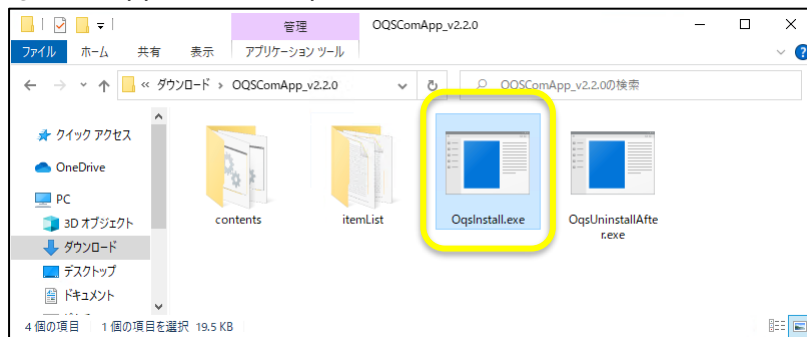 管理
OQSComApp_v2.2.0
ファイル ホーム 共有 表示 アプリケーション ツール
« ダウンロード › OQSComApp_v2.2.0
OQSComApp_v2.2.0の検索
クイック アクセス
OneDrive
PC
3D オブジェクト
ダウンロード
デスクトップ
ドキュメント
contents
itemList
OqsInstall.exe
OqsUninstallAfte
r.exe
4 個の項目 1 個の項目を選択 19.5 KB